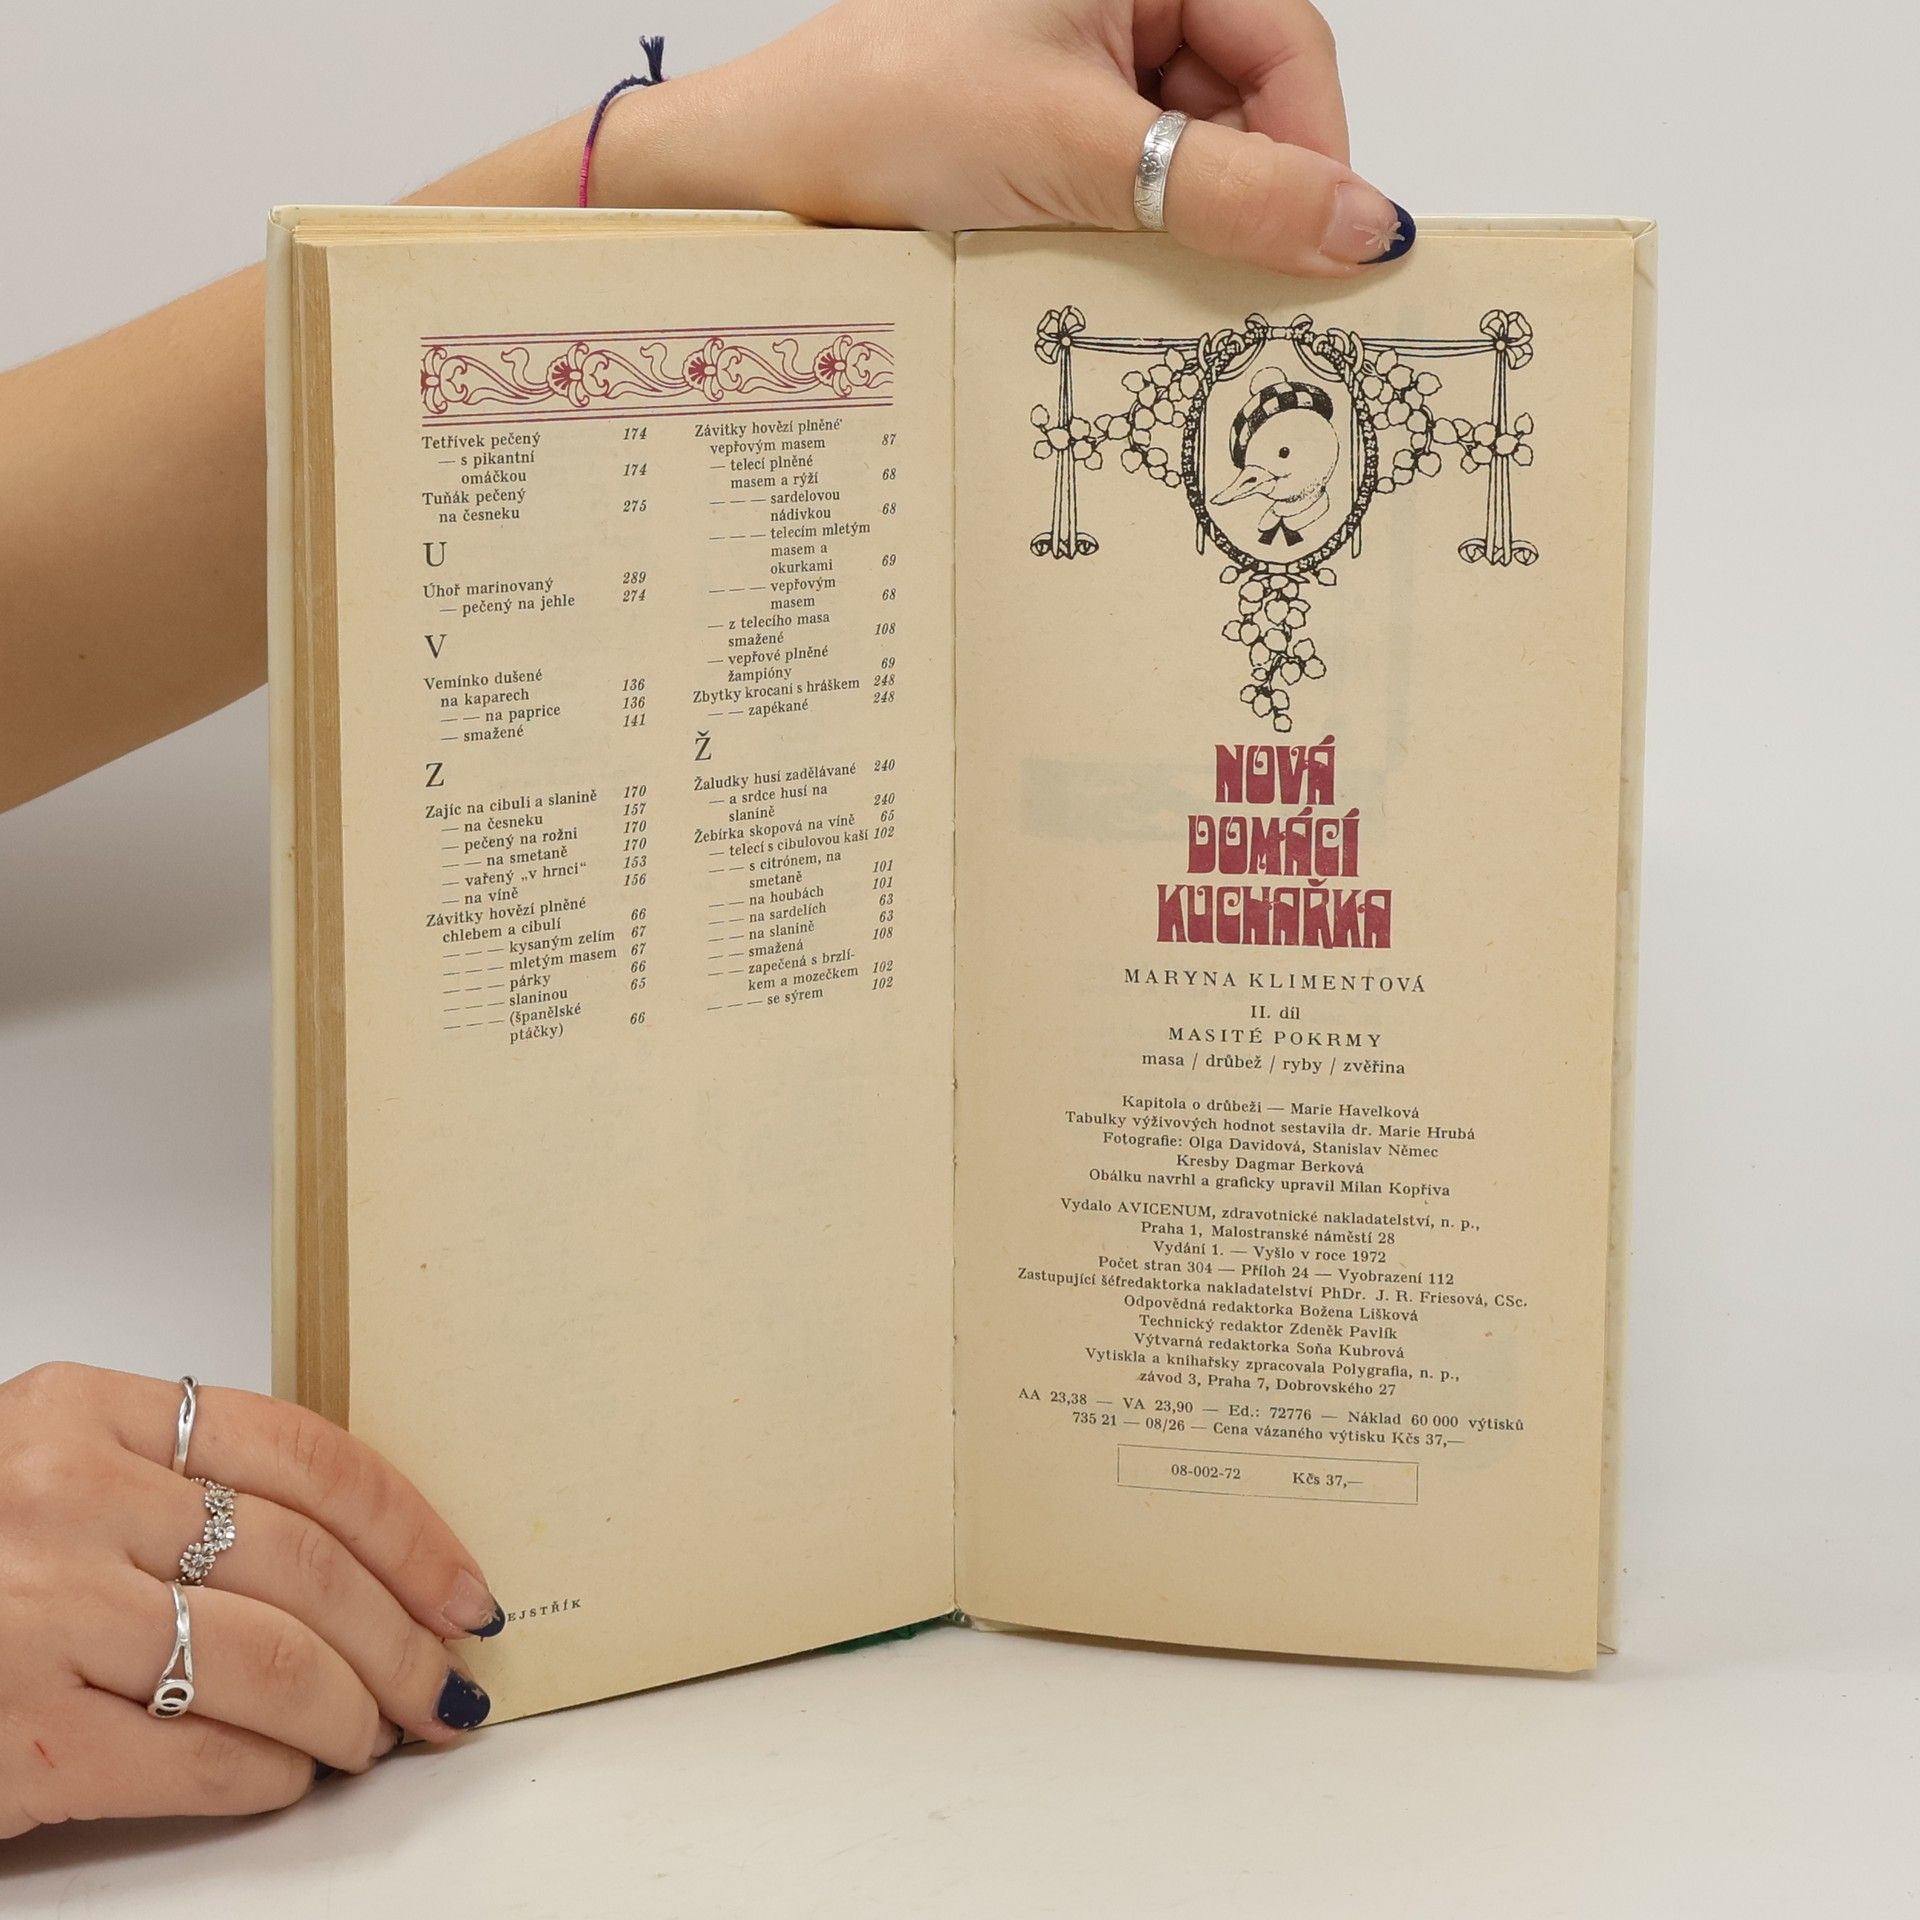 Tetřívek pečený 174
— s pikantní
omáčkou 174
Tuňák pečený
na česneku 275
U
Úhoř marinovaný 289
— pečený na jehle 274
V
Vemínko dušené
na kaparech 136
— — na paprice 136
— smažené 141
Z
Zajíc na cibuli a slanině 170
— na česneku 157
— pečený na rožni 170
— — na smetaně 170
— vařený „v hrnci“ 153
— na víně 156
Závitky hovězí plněné
chlebem a cibulí 66
— — — kysaným zelím 67
— — — mletým masem 67
— — — párky 66
— — — slaninou 65
— — — (španělské
ptáčky) 66
Závitky hovězí plněné
vepřovým masem 87
— telecí plněné
masem a rýží 68
— — — sardelovou
nádivkou 68
— — — telecím mletým
masem a
okurkami 69
— — — vepřovým
masem 68
— z telecího masa
smažené 108
— vepřové plněné
žampióny 69
Zbytky krocaní s hráškem 248
— — zapékané 248
Ž
Žaludky husí zadělávané 240
— a srdce husí na
slanině 240
Žebírka skopová na víně 65
— telecí s cibulovou kaší 102
— — s citrónem, na
smetaně 101
— — na houbách 101
— — na sardelích 63
— — na slanině 63
— — smažená 108
— — zapečená s brzlí-
kem a mozečkem 102
— — — se sýrem 102
EJSTŘÍK
NOVÁ
DOMÁCÍ
KUCHAŘKA
MARYNA KLIMENTOVÁ
II. díl
MASITÉ POKRMY
masa / drůbež / ryby / zvěřina
Kapitola o drůbeži — Marie Havelková
Tabulky výživových hodnot sestavila dr. Marie Hrubá
Fotografie: Olga Davidová, Stanislav Němec
Kresby Dagmar Berková
Obálku navrhl a graficky upravil Milan Kopřiva
Vydalo AVICENUM, zdravotnické nakladatelství, n. p.,
Praha 1, Malostranské náměstí 28
Vydání 1. — Vyšlo v roce 1972
Počet stran 304 — Příloh 24 — Vyobrazení 112
Zastupující šéfredaktorka nakladatelství PhDr. J. R. Friesová, CSc.
Odpovědná redaktorka Božena Lišková
Technický redaktor Zdeněk Pavlík
Výtvarná redaktorka Soňa Kubrová
Vytiskla a knihařsky zpracovala Polygrafia, n. p.,
závod 3, Praha 7, Dobrovského 27
AA 23,38 — VA 23,90 — Ed.: 72776 — Náklad 60 000 výtisků
735 21 — 08/26 — Cena vázaného výtisku Kčs 37,—
08-002-72 Kčs 37,—